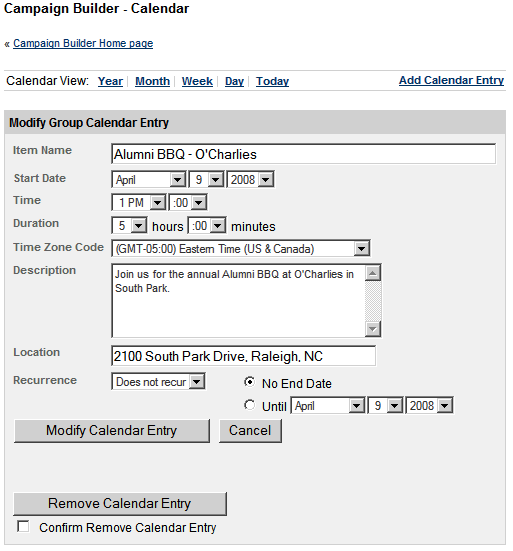 Campaign Builder - Calendar
« Campaign Builder Home page
Calendar View: Year Month Week Day Today Add Calendar Entry
Modify Group Calendar Entry
Item Name Alumni BBQ - O'Charlies
Start Date April 9 2008
Time 1 PM :00
Duration 5 hours :00 minutes
Time Zone Code (GMT-05:00) Eastern Time (US & Canada)
Description Join us for the annual Alumni BBQ at O'Charlies in
South Park.
Location 2100 South Park Drive, Raleigh, NC
Recurrence Does not recur No End Date
Until April 9 2008
Modify Calendar Entry Cancel
Remove Calendar Entry
Confirm Remove Calendar Entry